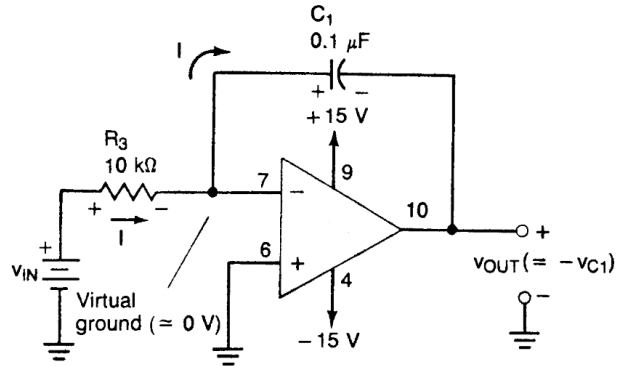 C1
0.1 μF
I
+ −
+15 V
R3
10 kΩ
9
7
−
10
+ −
I
6
+
4
+
−
vIN
+
vOUT (= −vC1)
Virtual
ground (≃ 0 V)
−15 V